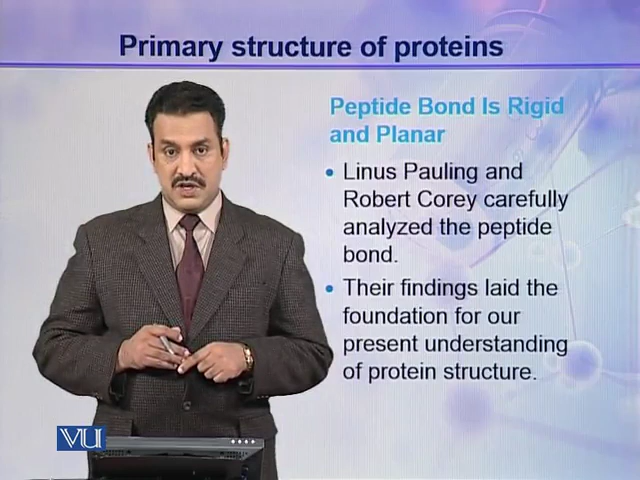 Primary structure of proteins
Peptide Bond Is Rigid
and Planar
• Linus Pauling and
Robert Corey carefully
analyzed the peptide
bond.
• Their findings laid the
foundation for our
present understanding
of protein structure.
VU